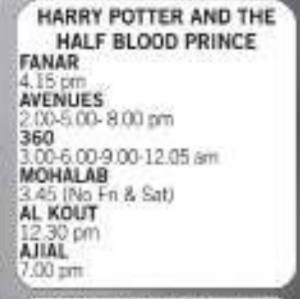 HARRY POTTER AND THE
HALF BLOOD PRINCE
FANAR
4.15 pm
AVENUES
2.00-5.00- 8.00 pm
360
3.00-6.00-9.00-12.05 am
MOHALAB
3.45 (No Fri & Sat)
AL KOUT
12.30 pm
AJIAL
7.00 pm